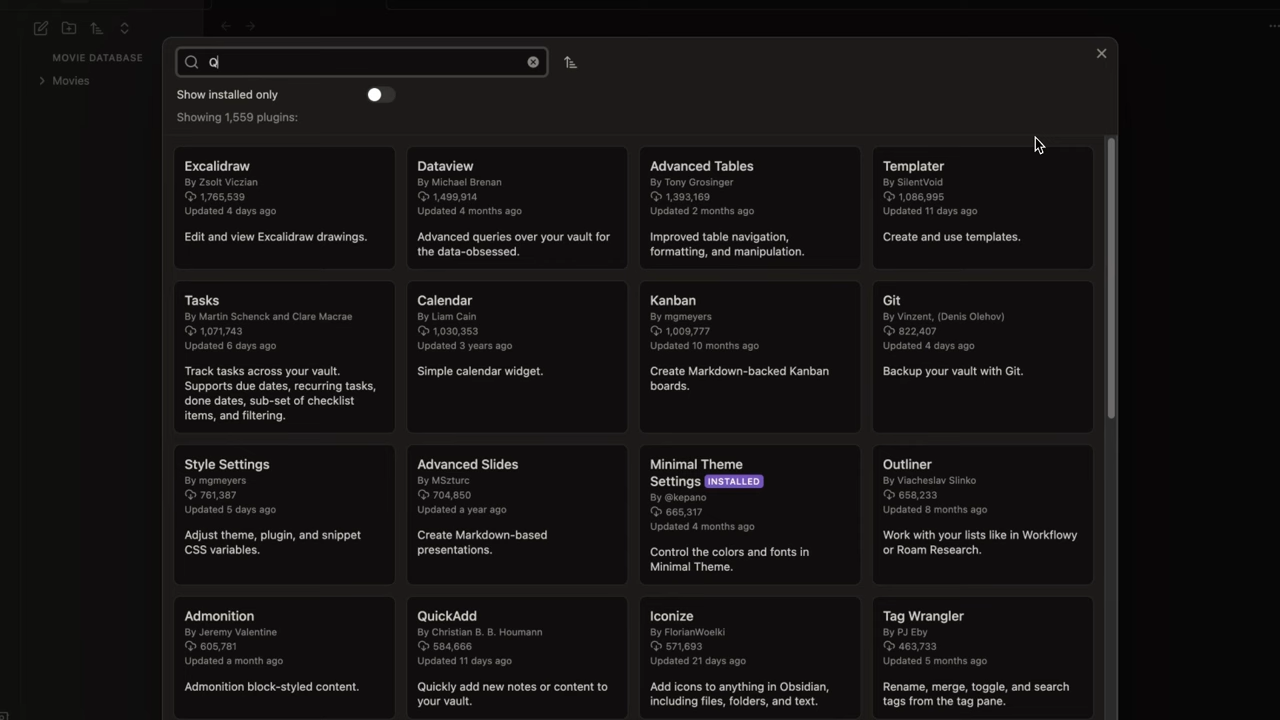 MOVIE DATABASE
Movies
Q
Show installed only
Showing 1,559 plugins:
Excalidraw
By Zsolt Viczian
1,765,539
Updated 4 days ago
Edit and view Excalidraw drawings.
Dataview
By Michael Brenan
1,499,914
Updated 4 months ago
Advanced queries over your vault for
the data-obsessed.
Advanced Tables
By Tony Grosinger
1,393,169
Updated 2 months ago
Improved table navigation,
formatting, and manipulation.
Templater
By SilentVoid
1,086,995
Updated 11 days ago
Create and use templates.
Tasks
By Martin Schenck and Clare Macrae
1,071,743
Updated 6 days ago
Track tasks across your vault.
Supports due dates, recurring tasks,
done dates, sub-set of checklist
items, and filtering.
Calendar
By Liam Cain
1,030,353
Updated 3 years ago
Simple calendar widget.
Kanban
By mgmeyers
1,009,777
Updated 10 months ago
Create Markdown-backed Kanban
boards.
Git
By Vinzent, (Denis Olehov)
822,407
Updated 4 days ago
Backup your vault with Git.
Style Settings
By mgmeyers
761,387
Updated 5 days ago
Adjust theme, plugin, and snippet
CSS variables.
Advanced Slides
By MSzturc
704,850
Updated a year ago
Create Markdown-based
presentations.
Minimal Theme
Settings INSTALLED
By @kepano
665,317
Updated 4 months ago
Control the colors and fonts in
Minimal Theme.
Outliner
By Viacheslav Slinko
658,233
Updated 8 months ago
Work with your lists like in Workflowy
or Roam Research.
Admonition
By Jeremy Valentine
605,781
Updated a month ago
Admonition block-styled content.
QuickAdd
By Christian B. B. Houmann
584,666
Updated 11 days ago
Quickly add new notes or content to
your vault.
Iconize
By FlorianWoelki
571,693
Updated 21 days ago
Add icons to anything in Obsidian,
including files, folders, and text.
Tag Wrangler
By PJ Eby
463,733
Updated 5 months ago
Rename, merge, toggle, and search
tags from the tag pane.